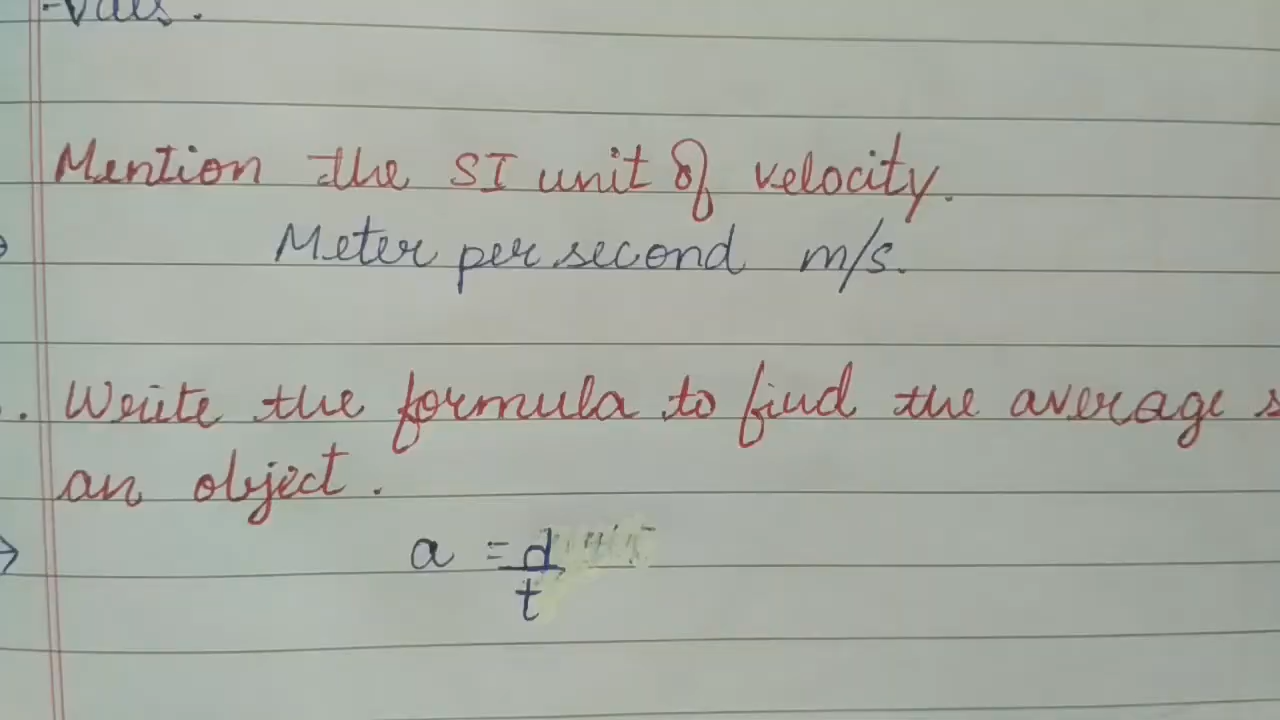 Mention the SI unit of velocity.
Meter per second m/s.
Write the formula to find the average
an object.
→ a = d
t